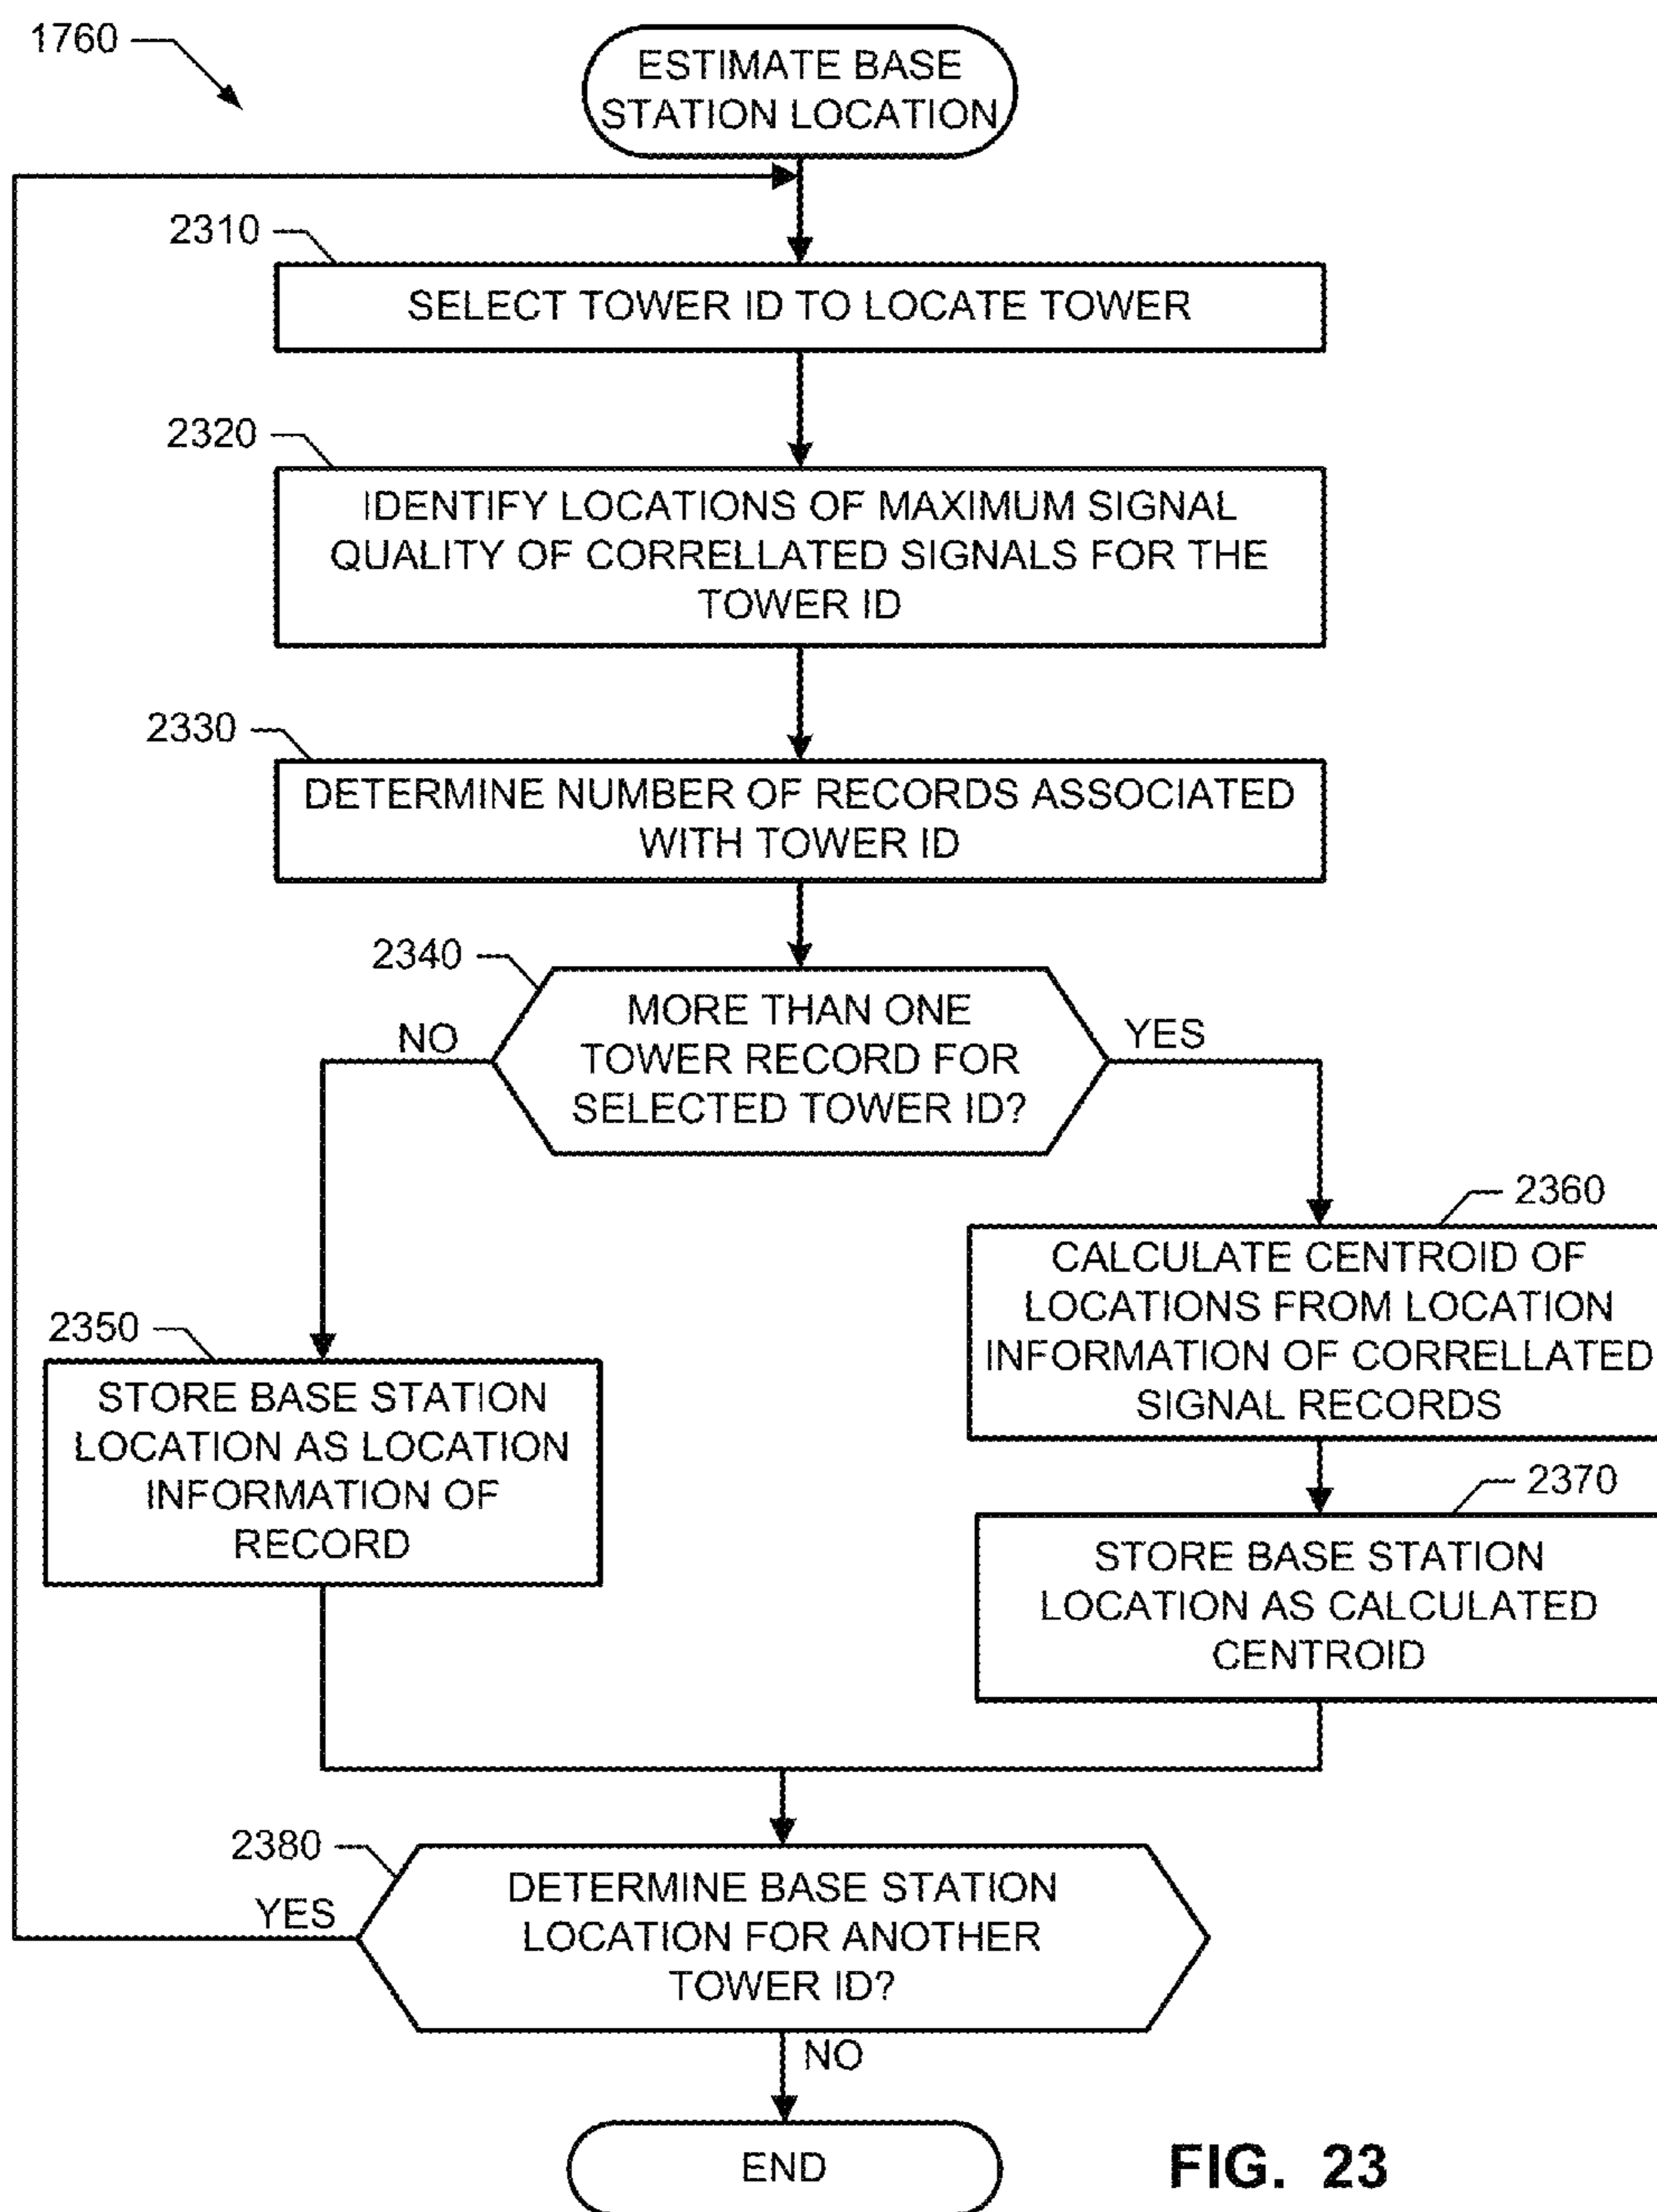 1760
ESTIMATE BASE
STATION LOCATION
2310
SELECT TOWER ID TO LOCATE TOWER
2320
IDENTIFY LOCATIONS OF MAXIMUM SIGNAL
QUALITY OF CORRELLATED SIGNALS FOR THE
TOWER ID
2330
DETERMINE NUMBER OF RECORDS ASSOCIATED
WITH TOWER ID
2340
MORE THAN ONE
TOWER RECORD FOR
SELECTED TOWER ID?
NO
YES
2360
CALCULATE CENTROID OF
LOCATIONS FROM LOCATION
INFORMATION OF CORRELLATED
SIGNAL RECORDS
2350
STORE BASE STATION
LOCATION AS LOCATION
INFORMATION OF
RECORD
2370
STORE BASE STATION
LOCATION AS CALCULATED
CENTROID
2380
DETERMINE BASE STATION
LOCATION FOR ANOTHER
TOWER ID?
YES
NO
END
FIG. 23